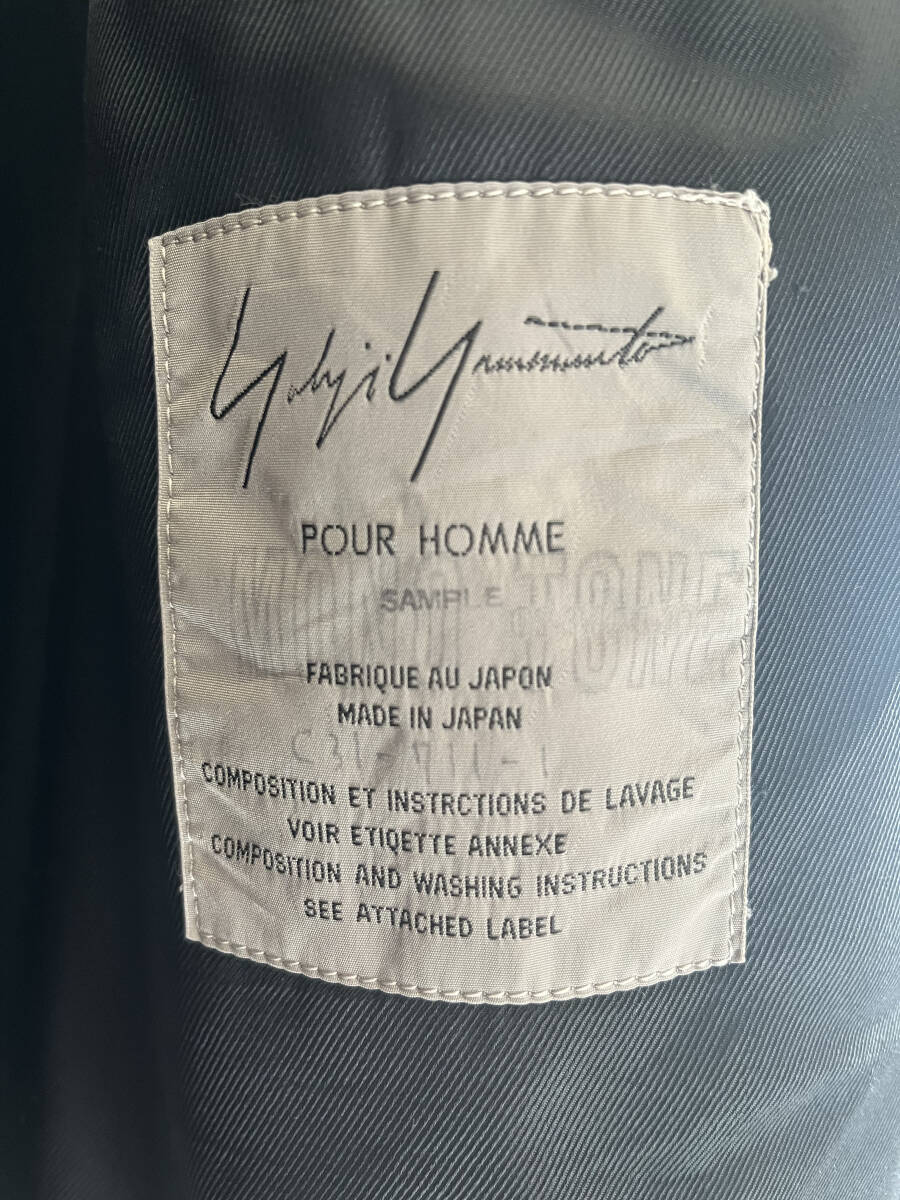 Yohji Yamamoto
POUR HOMME
SAMPLE
FABRIQUE AU JAPON
MADE IN JAPAN
COMPOSITION ET INSTRCTIONS DE LAVAGE
VOIR ETIQETTE ANNEXE
COMPOSITION AND WASHING INSTRUCTIONS
SEE ATTACHED LABEL